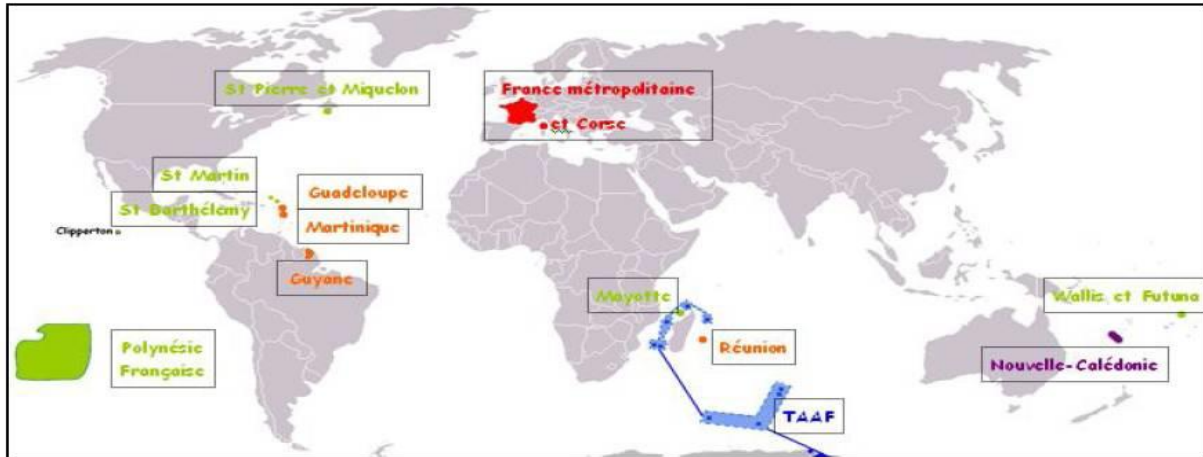 St Pierre et Miquelon
France métropolitaine
et Corse
St Martin
Guadeloupe
St Barthélémy
Martinique
Clipperton
Guyane
Mayotte
Wallis et Futuna
Polynésie
Française
Réunion
Nouvelle-Calédonie
TAAF